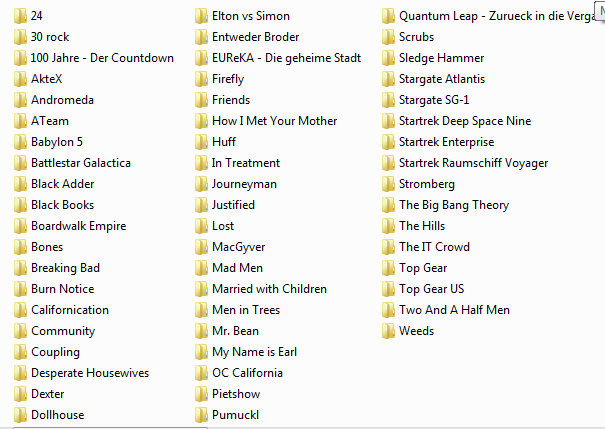 24
30 rock
100 Jahre - Der Countdown
AkteX
Andromeda
ATeam
Babylon 5
Battlestar Galactica
Black Adder
Black Books
Boardwalk Empire
Bones
Breaking Bad
Burn Notice
Californication
Community
Coupling
Desperate Housewives
Dexter
Dollhouse
Elton vs Simon
Entweder Broder
EUReKA - Die geheime Stadt
Firefly
Friends
How I Met Your Mother
Huff
In Treatment
Journeyman
Justified
Lost
MacGyver
Mad Men
Married with Children
Men in Trees
Mr. Bean
My Name is Earl
OC California
Pietshow
Pumuckl
Quantum Leap - Zurueck in die Verga
Scrubs
Sledge Hammer
Stargate Atlantis
Stargate SG-1
Startrek Deep Space Nine
Startrek Enterprise
Startrek Raumschiff Voyager
Stromberg
The Big Bang Theory
The Hills
The IT Crowd
Top Gear
Top Gear US
Two And A Half Men
Weeds